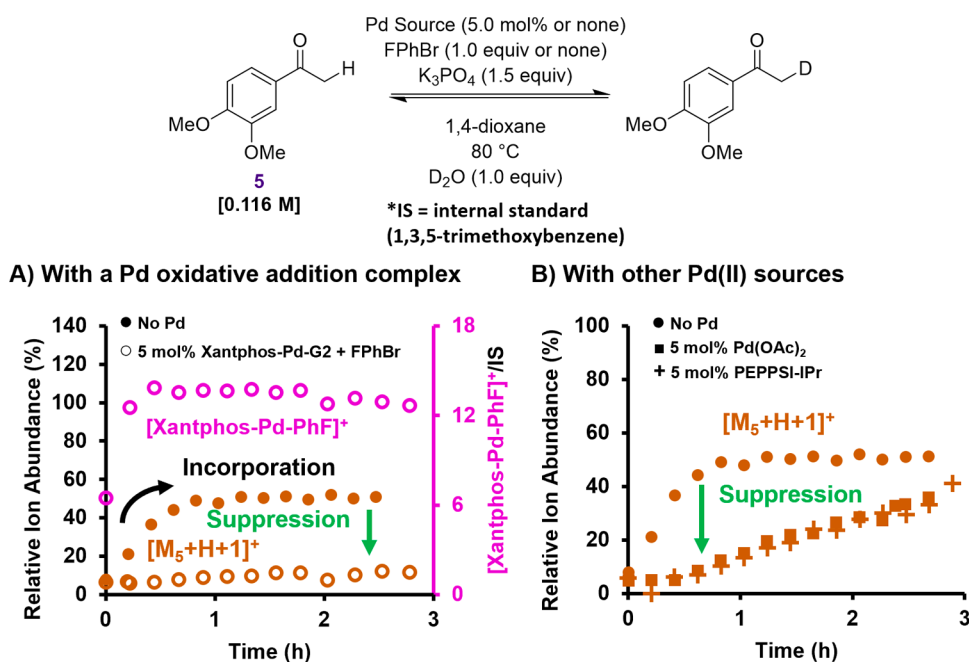 Pd Source (5.0 mol% or none)
FPhBr (1.0 equiv or none)
K₃PO₄ (1.5 equiv)
1,4-dioxane
80 °C
D₂O (1.0 equiv)
*IS = internal standard
(1,3,5-trimethoxybenzene)
O
H
MeO
OMe
5
[0.116 M]
O
D
MeO
OMe
A) With a Pd oxidative addition complex
Relative Ion Abundance (%)
140
120
100
80
60
40
20
0
No Pd
5 mol% Xantphos-Pd-G2 + FPhBr
[Xantphos-Pd-PhF]⁺
Incorporation
Suppression
[M₅+H+1]⁺
18
12
6
0
[Xantphos-Pd-PhF]⁺/IS
0 1 2 3
Time (h)
B) With other Pd(II) sources
Relative Ion Abundance (%)
100
80
60
40
20
0
No Pd
5 mol% Pd(OAc)₂
5 mol% PEPPSI-IPr
[M₅+H+1]⁺
Suppression
0 1 2 3
Time (h)